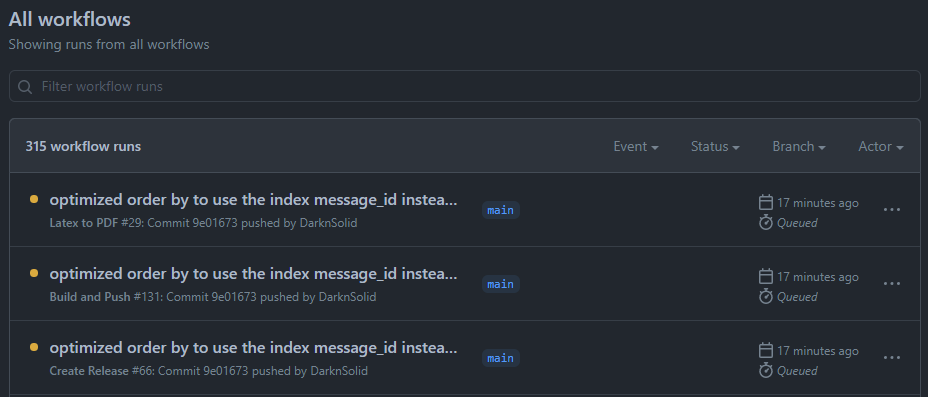 All workflows
Showing runs from all workflows
Filter workflow runs
315 workflow runs Event Status Branch Actor
optimized order by to use the index message_id instea... main 17 minutes ago
Latex to PDF #29: Commit 9e01673 pushed by DarknSolid Queued
optimized order by to use the index message_id instea... main 17 minutes ago
Build and Push #131: Commit 9e01673 pushed by DarknSolid Queued
optimized order by to use the index message_id instea... main 17 minutes ago
Create Release #66: Commit 9e01673 pushed by DarknSolid Queued